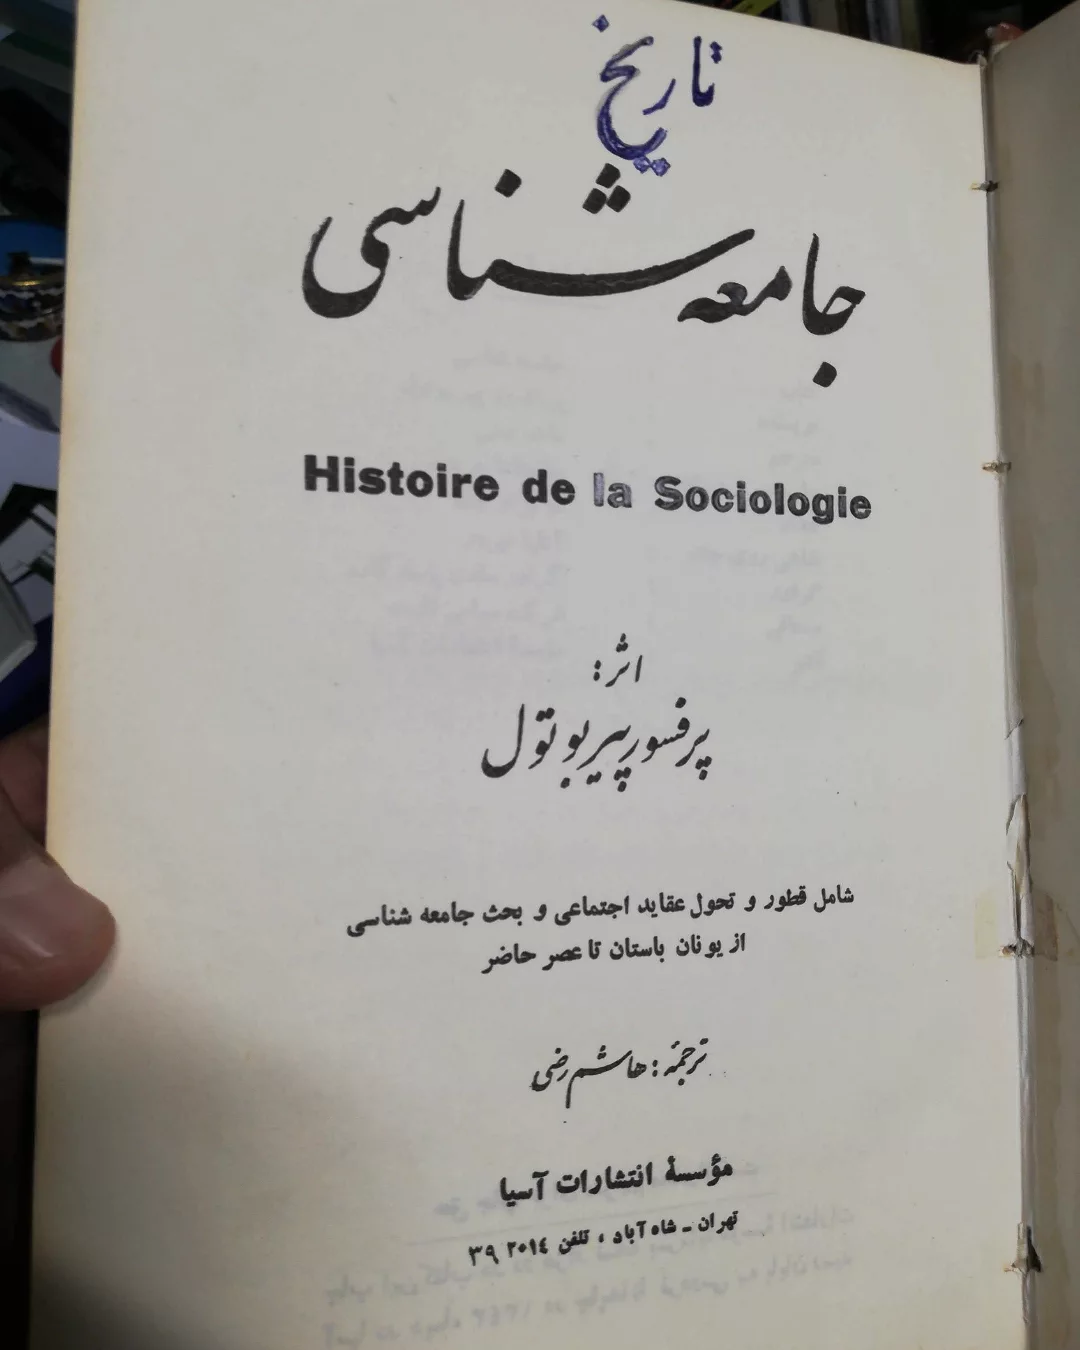 تاریخ
جامعه شناسی
Histoire de la Sociologie
اثر:
پرفسور پیر بوتول
شامل قطور و تحول عقاید اجتماعی و بحث جامعه شناسی
از یونان باستان تا عصر حاضر
ترجمهٔ: هاشم رضی
مؤسسهٔ انتشارات آسیا
تهران - شاه آباد، تلفن ۳۹۲۰۱۴